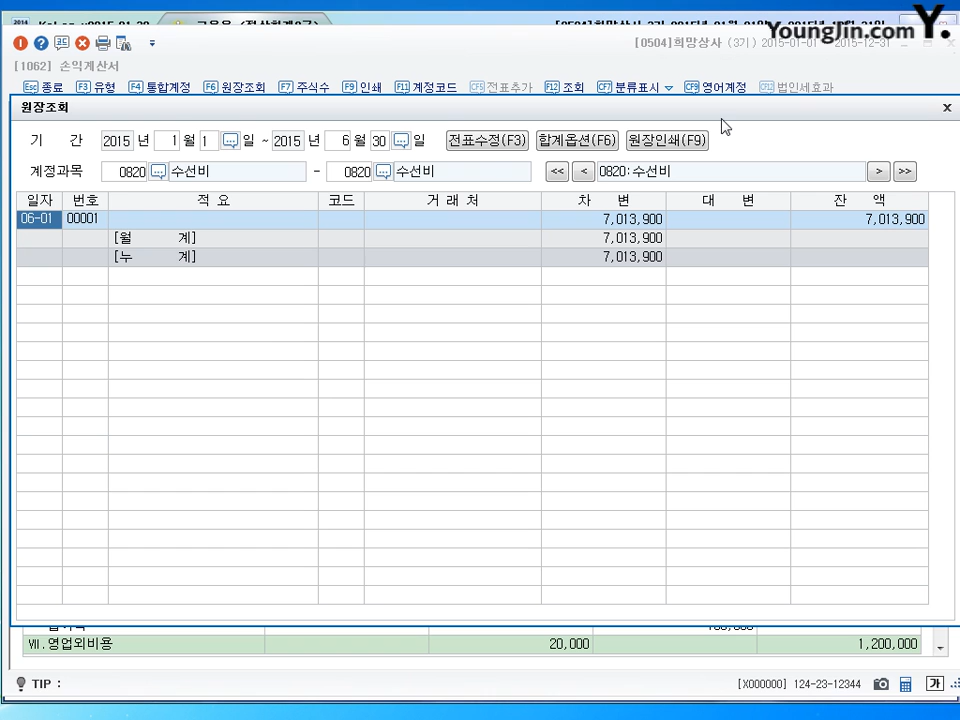 YoungJin.com Y.
[0504]희망상사 (3기) 2015-01-01 ~ 2015-12-31
[1062] 손익계산서
Esc 종료 F3 유형 F4 통합계정 F6 원장조회 F7 주식수 F9 인쇄 F11 계정코드 CF5 전표추가 F12 조회 CF7 분류표시 CF9 영어계정 법인세효과
원장조회 x
기 간 2015 년 1 월 1 일 ~ 2015 년 6 월 30 일 전표수정(F3) 합계옵션(F6) 원장인쇄(F9)
계정과목 0820 수선비 - 0820 수선비 << < 0820:수선비 > >>
일자 번호 적 요 코드 거 래 처 차 변 대 변 잔 액
06-01 00001 7,013,900 7,013,900
[월 계] 7,013,900
[누 계] 7,013,900
Ⅶ.영업외비용 20,000 1,200,000
TIP : [X000000] 124-23-12344 가